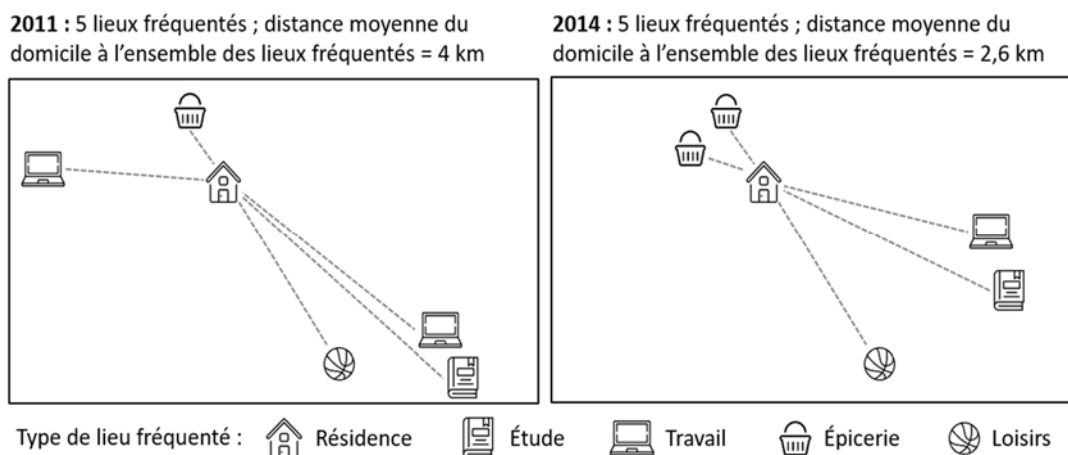 2011 : 5 lieux fréquentés ; distance moyenne du
domicile à l’ensemble des lieux fréquentés = 4 km
2014 : 5 lieux fréquentés ; distance moyenne du
domicile à l’ensemble des lieux fréquentés = 2,6 km
Type de lieu fréquenté : Résidence Étude Travail Épicerie Loisirs